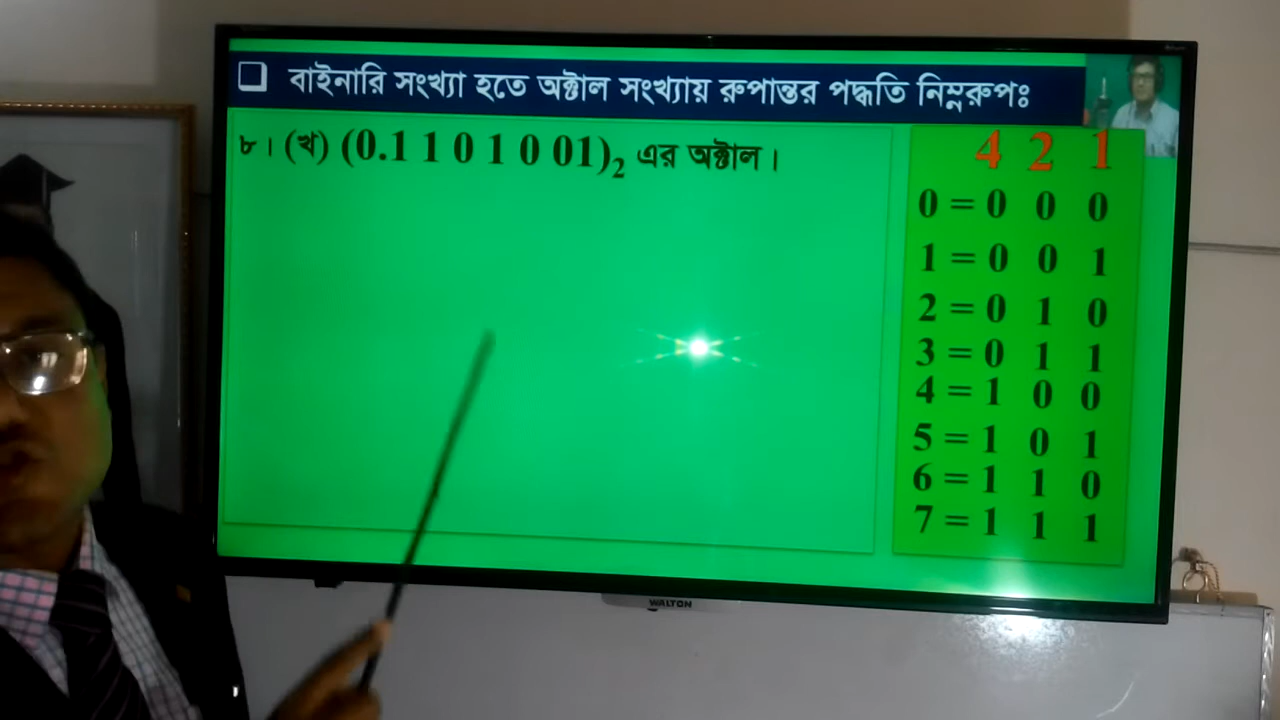 বাইনারি সংখ্যা হতে অক্টাল সংখ্যায় রুপান্তর পদ্ধতি নিম্নরুপঃ
৮। (খ) (0.1 1 0 1 0 01)₂ এর অক্টাল।
4 2 1
0 = 0 0 0
1 = 0 0 1
2 = 0 1 0
3 = 0 1 1
4 = 1 0 0
5 = 1 0 1
6 = 1 1 0
7 = 1 1 1
WALTON